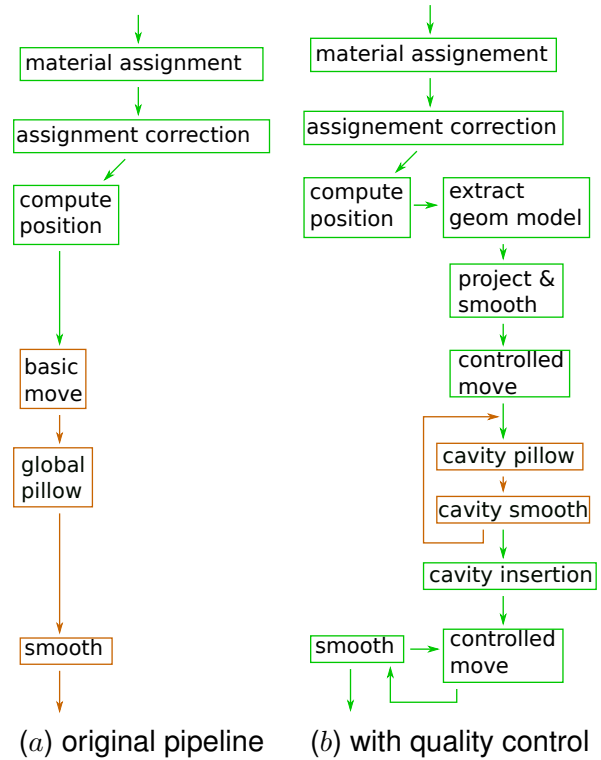 material assignment
assignment correction
compute
position
basic
move
global
pillow
smooth
(a) original pipeline
material assignement
assignement correction
compute
position
extract
geom model
project &
smooth
controlled
move
cavity pillow
cavity smooth
cavity insertion
smooth
controlled
move
(b) with quality control